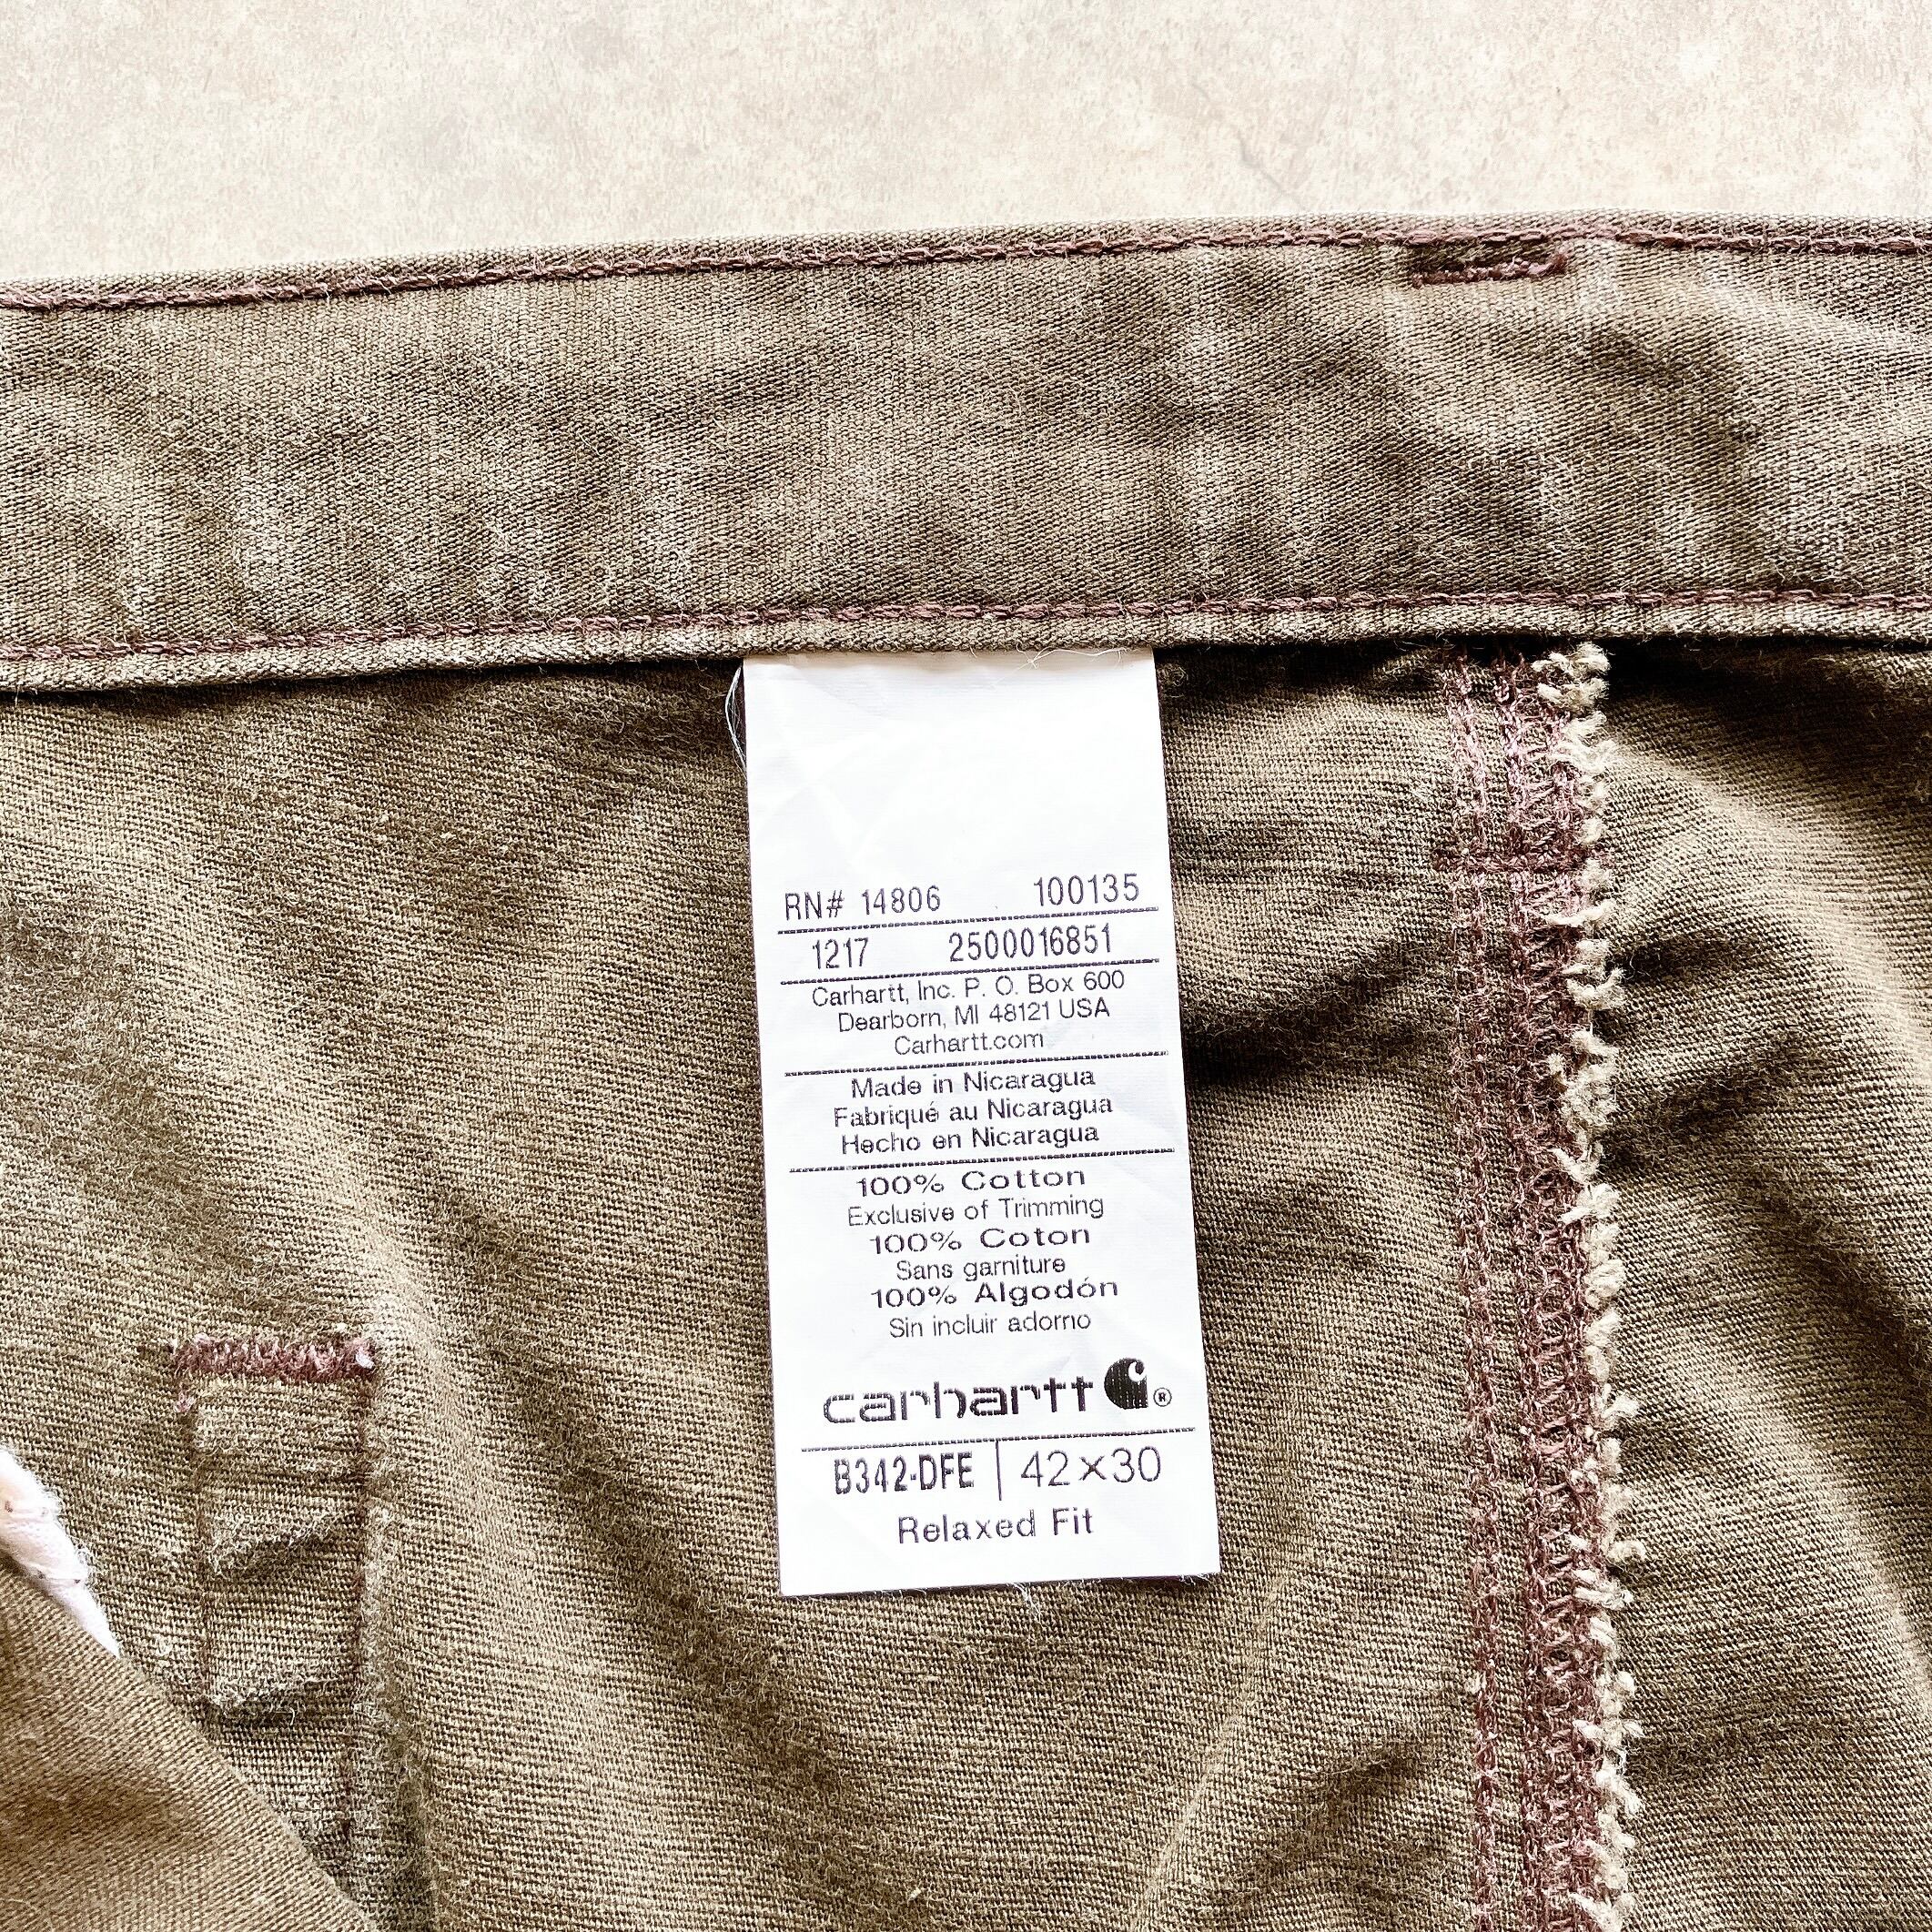 RN# 14806 100135
1217 2500016851
Carhartt, Inc. P. O. Box 600
Dearborn, MI 48121 USA
Carhartt.com
Made in Nicaragua
Fabriqué au Nicaragua
Hecho en Nicaragua
100% Cotton
Exclusive of Trimming
100% Coton
Sans garniture
100% Algodón
Sin incluir adorno
carhartt ®
B342-DFE | 42×30
Relaxed Fit